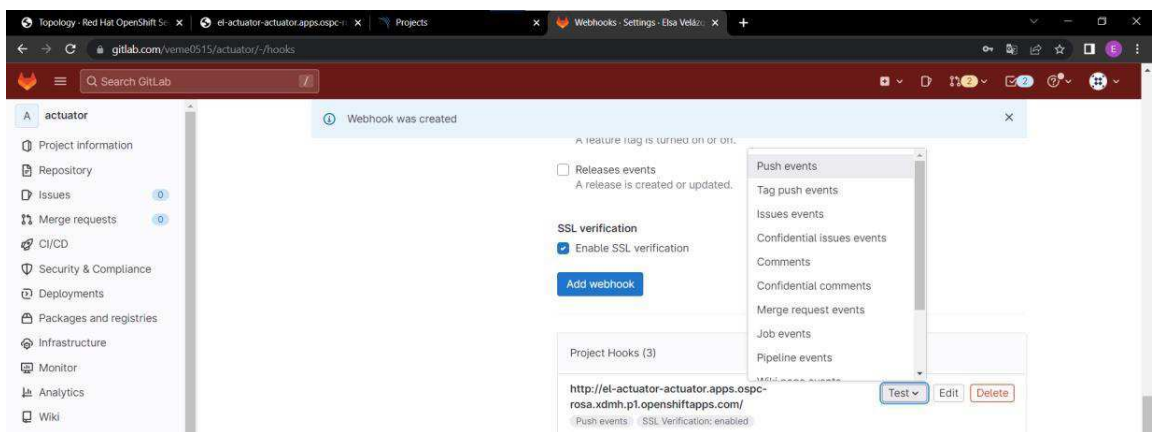 Topology · Red Hat OpenShift Se
el-actuator-actuator.apps.ospc-r
Projects
Webhooks · Settings · Elsa Veláz
gitlab.com/veme0515/actuator/-/hooks
E
Search GitLab
/
2
2
A actuator
Webhook was created
Project information
Repository
Issues 0
Merge requests 0
CI/CD
Security & Compliance
Deployments
Packages and registries
Infrastructure
Monitor
Analytics
Wiki
A feature flag is turned on or off.
Releases events
A release is created or updated.
SSL verification
Enable SSL verification
Add webhook
Push events
Tag push events
Issues events
Confidential issues events
Comments
Confidential comments
Merge request events
Job events
Pipeline events
Wiki page events
Project Hooks (3)
http://el-actuator-actuator.apps.ospc-
rosa.xdmh.p1.openshiftapps.com/
Push events SSL Verification: enabled
Test Edit Delete